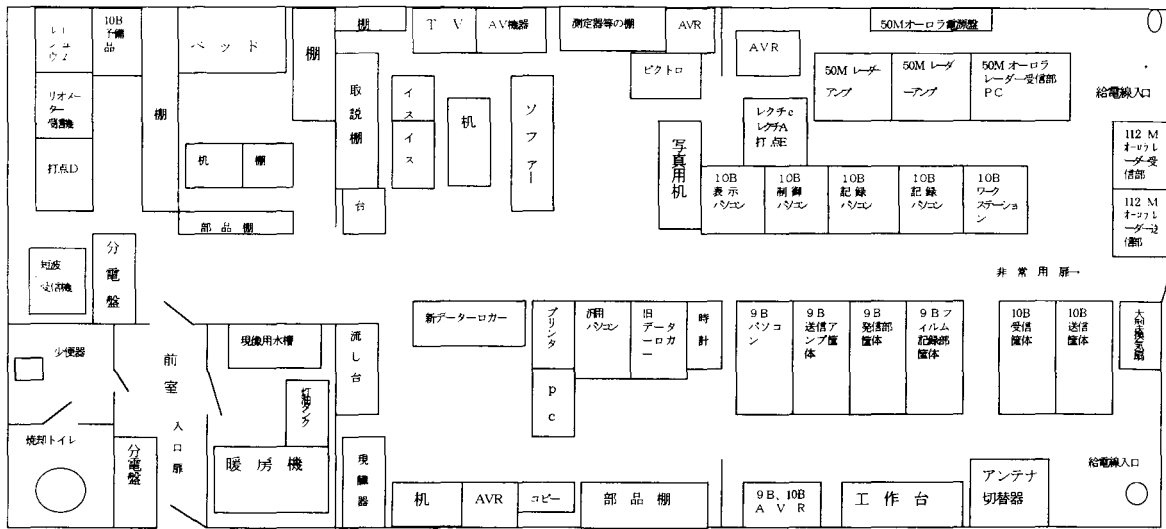 10B
予備
品
ベッド
棚
棚
TV
AV機器
測定器等の棚
AVR
50Mオーロラ電源盤
リオメー
ター
受信機
棚
取説棚
イス
イス
机
ソファー
ピクトロ
AVR
50M レーダー
アンプ
50M レーダ
ーアンプ
50M オーロラ
レーダー受信部
PC
給電線入口
打点D
机
棚
台
写真用机
レクチc
レクチA
打点E
112 M
オーロラレ
ーダー受
信部
部品棚
10B
表示
パソコン
10B
制御
パソコン
10B
記録
パソコン
10B
記録
パソコン
10B
ワーク
ステーショ
ン
112 M
オーロラレ
ーダー送
信部
短波
受信機
分電盤
非常用扉→
新データーロガー
プリンタ
汎用
パソコン
旧
データ
ーロガ
ー
時計
9B
パソコ
ン
9B
送信ア
ンプ筐
体
9B
発信部
筐体
9Bフ
ィルム
記録部
筐体
10B
受信
筐体
10B
送信
筐体
大型換気扇
少便器
前室
現像用水槽
流し台
灯油タンク
pc
焼却トイレ
分電盤
入口扉
暖房機
机
AVR
コピー
部品棚
9B、10B
AVR
工作台
アンテナ
切替器
給電線入口